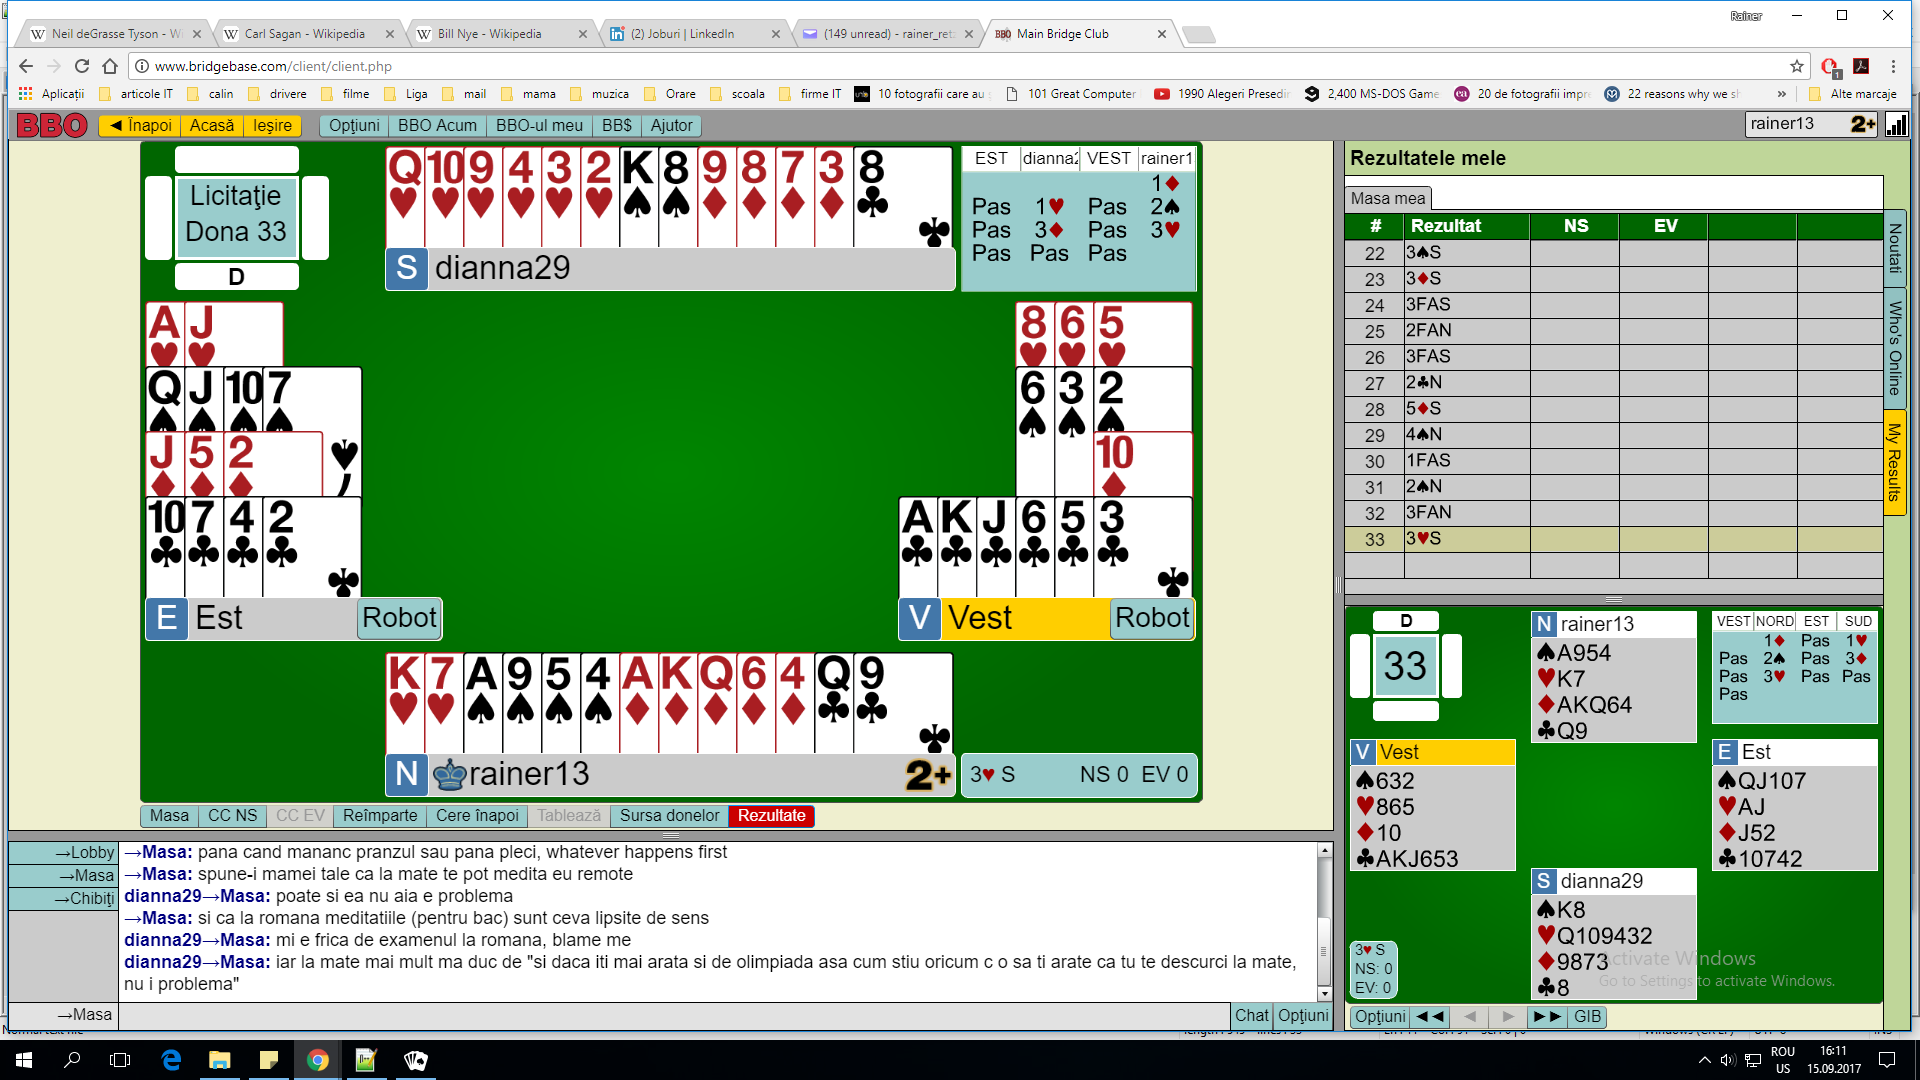 Rainer
Neil deGrasse Tyson - W
Carl Sagan - Wikipedia
Bill Nye - Wikipedia
(2) Joburi | LinkedIn
(149 unread) - rainer_ret
BBO Main Bridge Club
www.bridgebase.com/client/client.php
Aplicații articole IT calin drivere filme Liga mail mama muzica Orare scoala firme IT 10 fotografii care au 101 Great Computer 1990 Alegeri Presedin 2,400 MS-DOS Game 20 de fotografii impre 22 reasons why we sh » Alte marcaje
BBO ◄ Înapoi Acasă Ieşire Opţiuni BBO Acum BBO-ul meu BB$ Ajutor rainer13 2+
Licitaţie
Dona 33
D
Q 10 9 4 3 2 K 8 9 8 7 3 8
S dianna29
EST dianna2 VEST rainer1
1♦
Pas 1♥ Pas 2♠
Pas 3♦ Pas 3♥
Pas Pas Pas
A J
Q J 10 7
J 5 2
10 7 4 2
E Est Robot
8 6 5
6 3 2
10
A K J 6 5 3
V Vest Robot
K 7 A 9 5 4 A K Q 6 4 Q 9
N rainer13 2+
3♥ S NS 0 EV 0
Masa CC NS CC EV Reîmparte Cere înapoi Tablează Sursa donelor Rezultate
→Lobby
→Masa
→Chibiţi
→Masa: pana cand mananc pranzul sau pana pleci, whatever happens first
→Masa: spune-i mamei tale ca la mate te pot medita eu remote
dianna29→Masa: poate si ea nu aia e problema
→Masa: si ca la romana meditatiile (pentru bac) sunt ceva lipsite de sens
dianna29→Masa: mi e frica de examenul la romana, blame me
dianna29→Masa: iar la mate mai mult ma duc de "si daca iti mai arata si de olimpiada asa cum stiu oricum c o sa ti arate ca tu te descurci la mate,
nu i problema"
→Masa Chat Opţiuni
Rezultatele mele
Masa mea
# Rezultat NS EV
22 3♠S
23 3♦S
24 3FAS
25 2FAN
26 3FAS
27 2♣N
28 5♦S
29 4♠N
30 1FAS
31 2♠N
32 3FAN
33 3♥S
Noutati
Who's Online
My Results
D
33
N rainer13
♠A954
♥K7
♦AKQ64
♣Q9
VEST NORD EST SUD
1♦ Pas 1♥
Pas 2♠ Pas 3♦
Pas 3♥ Pas Pas
Pas
V Vest
♠632
♥865
♦10
♣AKJ653
E Est
♠QJ107
♥AJ
♦J52
♣10742
S dianna29
♠K8
♥Q109432
♦9873
♣8
3♥ S
NS: 0
EV: 0
Activate Windows
Go to Settings to activate Windows.
Opţiuni GIB
ROU
US
16:11
15.09.2017